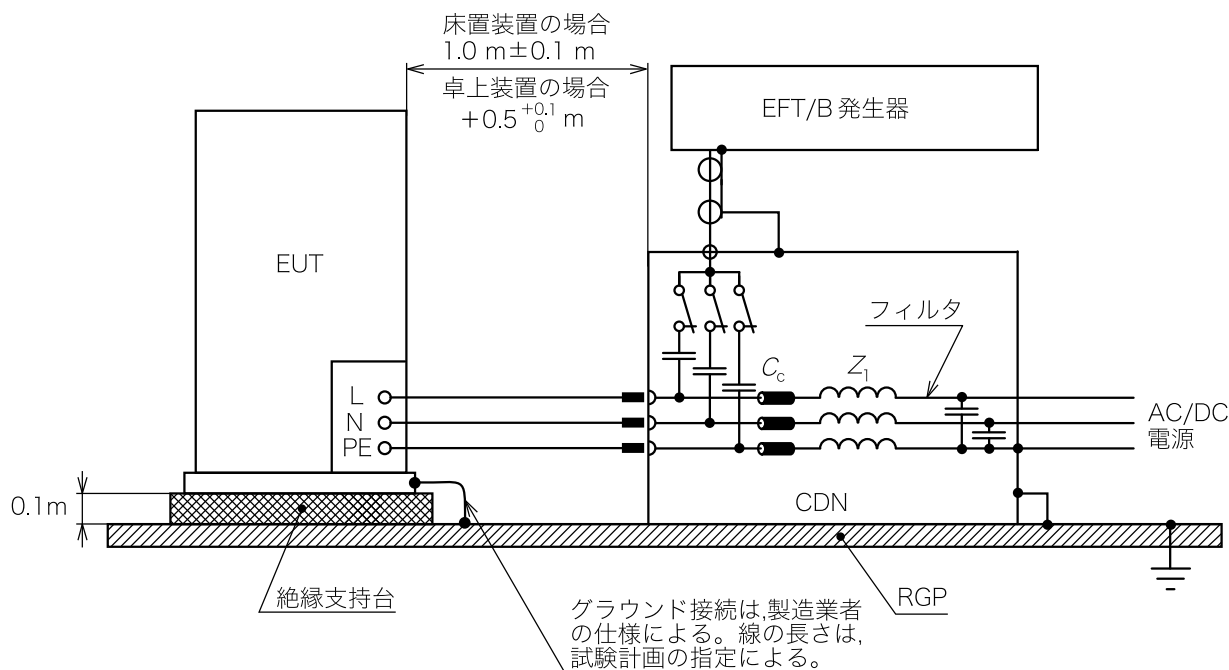 床置装置の場合
1.0 m±0.1 m
卓上装置の場合
+0.5 +0.1 0 m
EFT/B 発生器
EUT
フィルタ
Cc
Z1
L
N
PE
AC/DC
電源
0.1m
CDN
絶縁支持台
RGP
グラウンド接続は,製造業者
の仕様による。線の長さは,
試験計画の指定による。